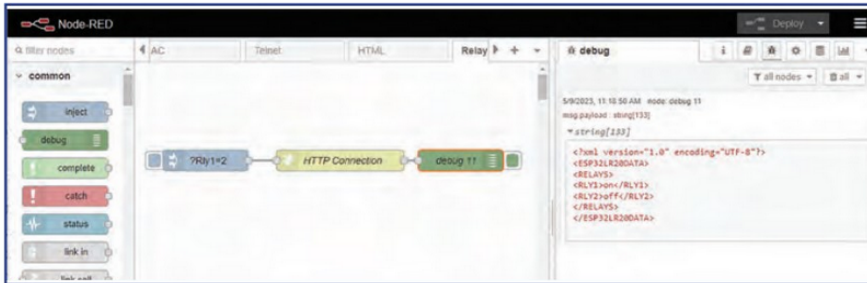 Node-RED
Deploy
filter nodes
AC
Telnet
HTML
Relay
debug
i
common
all nodes
all
inject
debug
complete
catch
status
link in
link call
?Rly1=2
HTTP Connection
debug 11
5/9/2023, 11:18:50 AM node: debug 11
msg.payload : string[133]
string[133]
<?xml version="1.0" encoding="UTF-8"?>
<ESP32LR20DATA>
<RELAYS>
<RLY1>on</RLY1>
<RLY2>off</RLY2>
</RELAYS>
</ESP32LR20DATA>